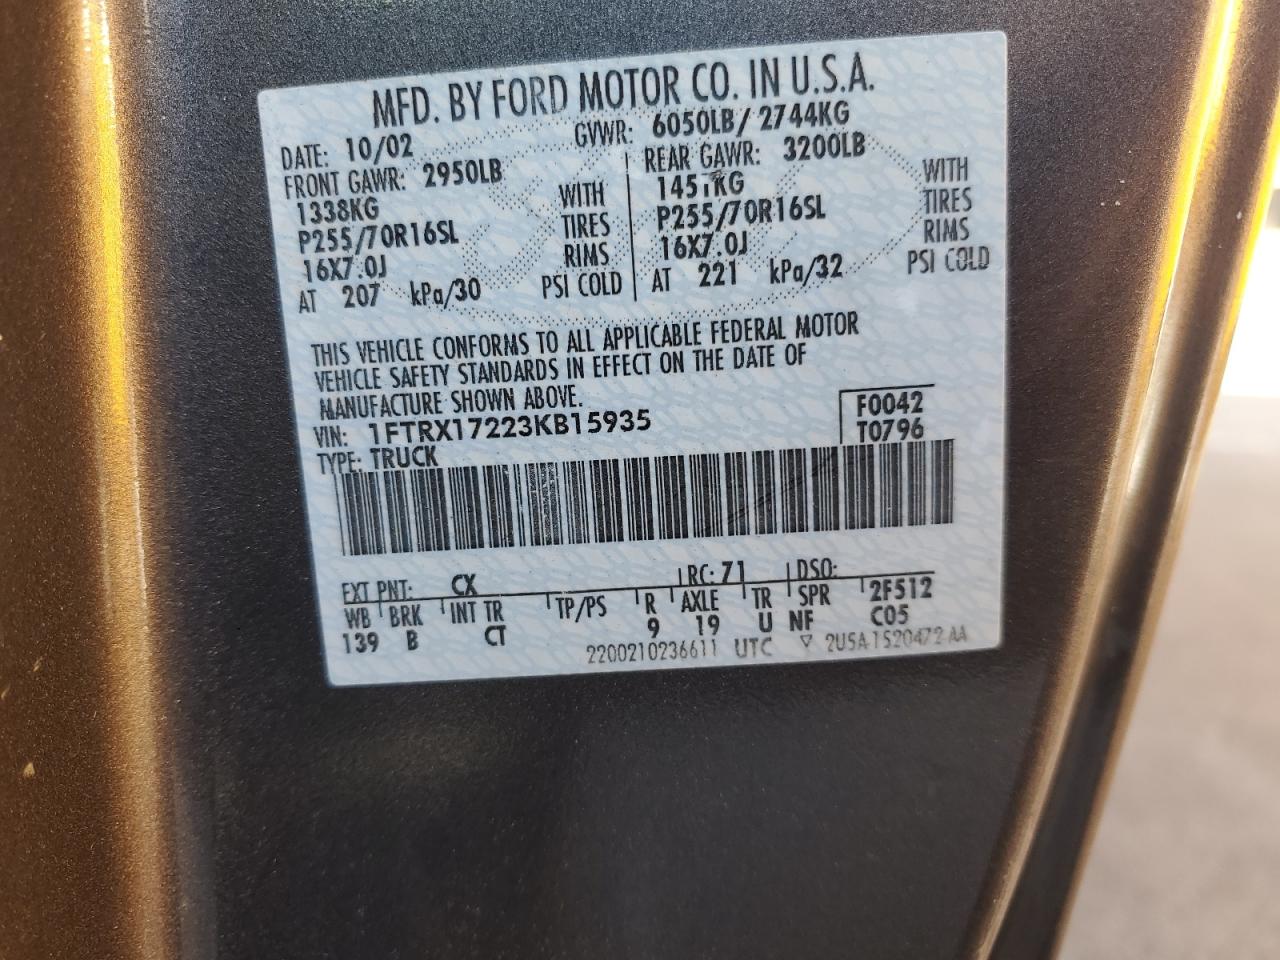 MFD. BY FORD MOTOR CO. IN U.S.A.
DATE: 10/02 GVWR: 6050LB/ 2744KG
FRONT GAWR: 2950LB REAR GAWR: 3200LB
1338KG WITH 1451KG WITH
P255/70R16SL TIRES P255/70R16SL TIRES
16X7.0J RIMS 16X7.0J RIMS
AT 207 kPa/30 PSI COLD AT 221 kPa/32 PSI COLD
THIS VEHICLE CONFORMS TO ALL APPLICABLE FEDERAL MOTOR
VEHICLE SAFETY STANDARDS IN EFFECT ON THE DATE OF
MANUFACTURE SHOWN ABOVE.
VIN: 1FTRX17223KB15935 F0042
TYPE: TRUCK T0796
EXT PNT: CX RC: 71 DSO:
WB BRK INT TR TP/PS R AXLE TR SPR 2F512
139 B CT 9 19 U NF C05
2200210236611 UTC ▽ 2U5A-1520472-AA